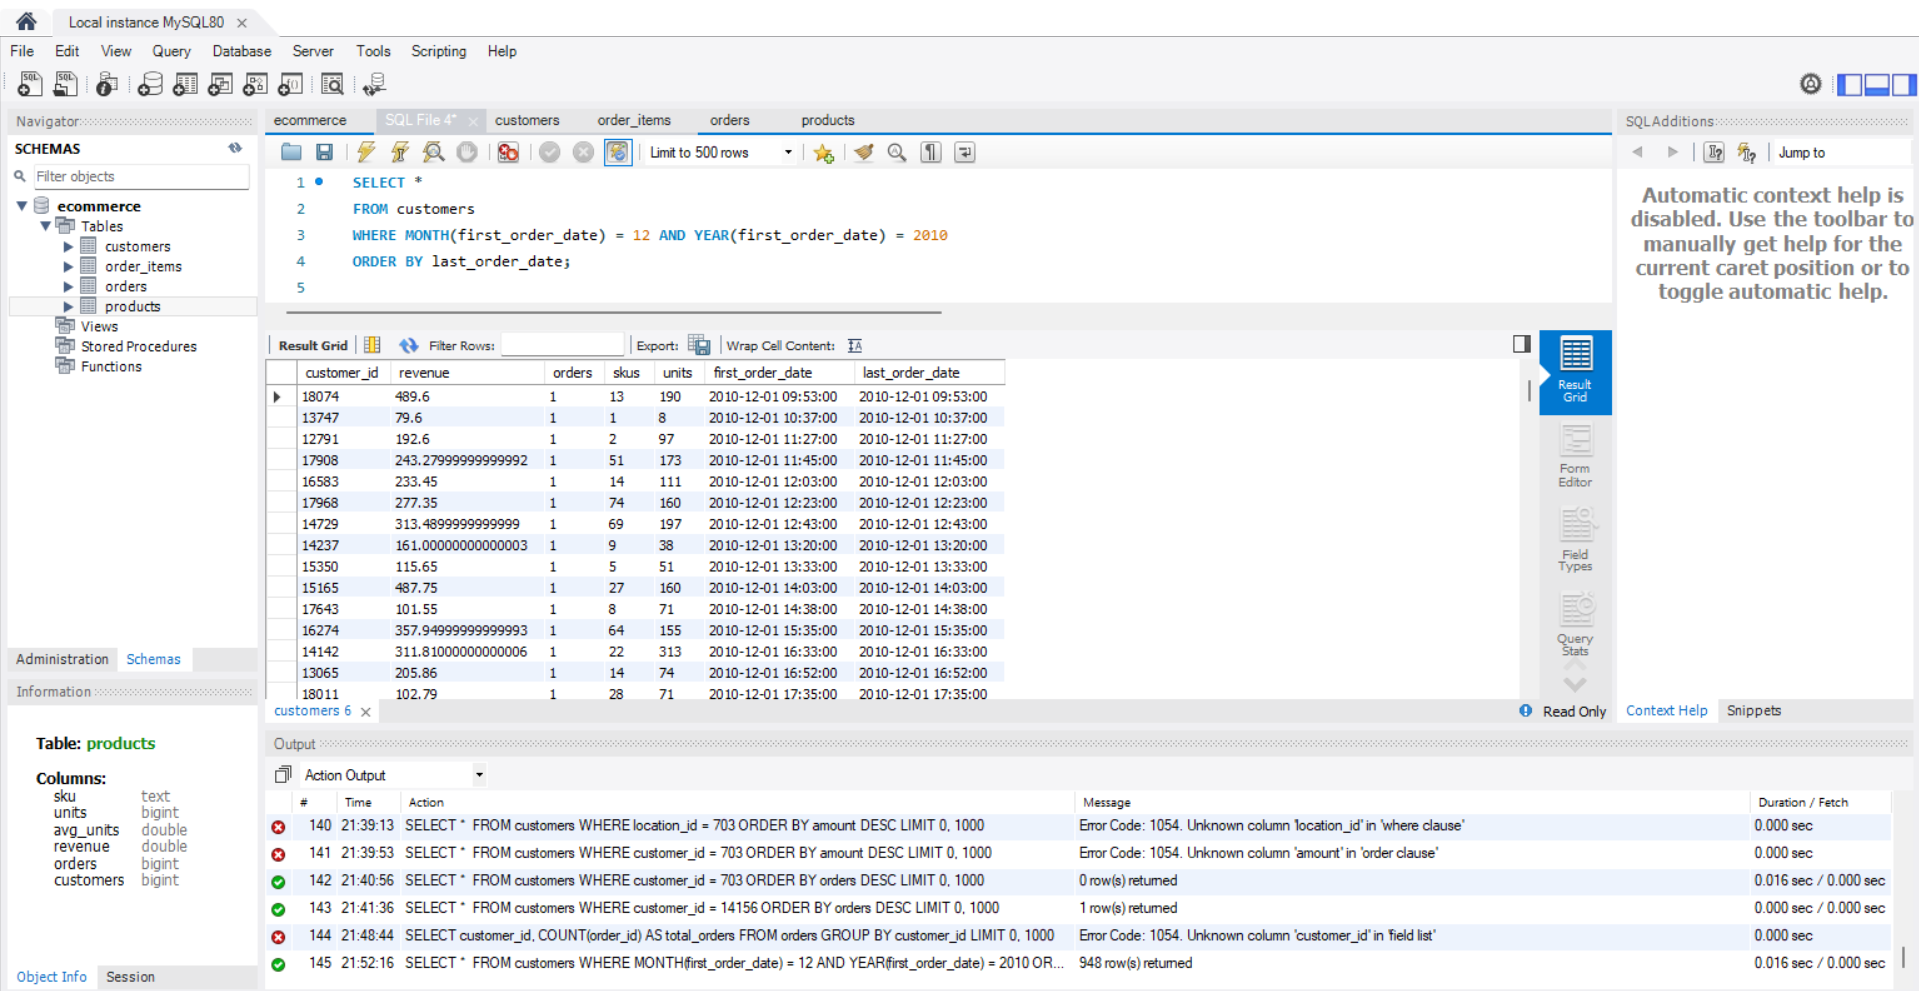 Local instance MySQL80 ×
File Edit View Query Database Server Tools Scripting Help
Navigator
SCHEMAS
Filter objects
ecommerce
Tables
customers
order_items
orders
products
Views
Stored Procedures
Functions
Administration Schemas
Information
Table: products
Columns:
sku text
units bigint
avg_units double
revenue double
orders bigint
customers bigint
Object Info Session
ecommerce SQL File 4* × customers order_items orders products
Limit to 500 rows
1 SELECT *
2 FROM customers
3 WHERE MONTH(first_order_date) = 12 AND YEAR(first_order_date) = 2010
4 ORDER BY last_order_date;
5
Result Grid Filter Rows: Export: Wrap Cell Content:
customer_id revenue orders skus units first_order_date last_order_date
18074 489.6 1 13 190 2010-12-01 09:53:00 2010-12-01 09:53:00
13747 79.6 1 1 8 2010-12-01 10:37:00 2010-12-01 10:37:00
12791 192.6 1 2 97 2010-12-01 11:27:00 2010-12-01 11:27:00
17908 243.27999999999992 1 51 173 2010-12-01 11:45:00 2010-12-01 11:45:00
16583 233.45 1 14 111 2010-12-01 12:03:00 2010-12-01 12:03:00
17968 277.35 1 74 160 2010-12-01 12:23:00 2010-12-01 12:23:00
14729 313.4899999999999 1 69 197 2010-12-01 12:43:00 2010-12-01 12:43:00
14237 161.00000000000003 1 9 38 2010-12-01 13:20:00 2010-12-01 13:20:00
15350 115.65 1 5 51 2010-12-01 13:33:00 2010-12-01 13:33:00
15165 487.75 1 27 160 2010-12-01 14:03:00 2010-12-01 14:03:00
17643 101.55 1 8 71 2010-12-01 14:38:00 2010-12-01 14:38:00
16274 357.94999999999993 1 64 155 2010-12-01 15:35:00 2010-12-01 15:35:00
14142 311.81000000000006 1 22 313 2010-12-01 16:33:00 2010-12-01 16:33:00
13065 205.86 1 14 74 2010-12-01 16:52:00 2010-12-01 16:52:00
18011 102.79 1 28 71 2010-12-01 17:35:00 2010-12-01 17:35:00
Result
Grid
Form
Editor
Field
Types
Query
Stats
customers 6 × Read Only
SQLAdditions
Jump to
Automatic context help is
disabled. Use the toolbar to
manually get help for the
current caret position or to
toggle automatic help.
Context Help Snippets
Output
Action Output
# Time Action Message Duration / Fetch
140 21:39:13 SELECT * FROM customers WHERE location_id = 703 ORDER BY amount DESC LIMIT 0, 1000 Error Code: 1054. Unknown column 'location_id' in 'where clause' 0.000 sec
141 21:39:53 SELECT * FROM customers WHERE customer_id = 703 ORDER BY amount DESC LIMIT 0, 1000 Error Code: 1054. Unknown column 'amount' in 'order clause' 0.000 sec
142 21:40:56 SELECT * FROM customers WHERE customer_id = 703 ORDER BY orders DESC LIMIT 0, 1000 0 row(s) returned 0.016 sec / 0.000 sec
143 21:41:36 SELECT * FROM customers WHERE customer_id = 14156 ORDER BY orders DESC LIMIT 0, 1000 1 row(s) returned 0.000 sec / 0.000 sec
144 21:48:44 SELECT customer_id, COUNT(order_id) AS total_orders FROM orders GROUP BY customer_id LIMIT 0, 1000 Error Code: 1054. Unknown column 'customer_id' in 'field list' 0.000 sec
145 21:52:16 SELECT * FROM customers WHERE MONTH(first_order_date) = 12 AND YEAR(first_order_date) = 2010 OR... 948 row(s) returned 0.016 sec / 0.000 sec